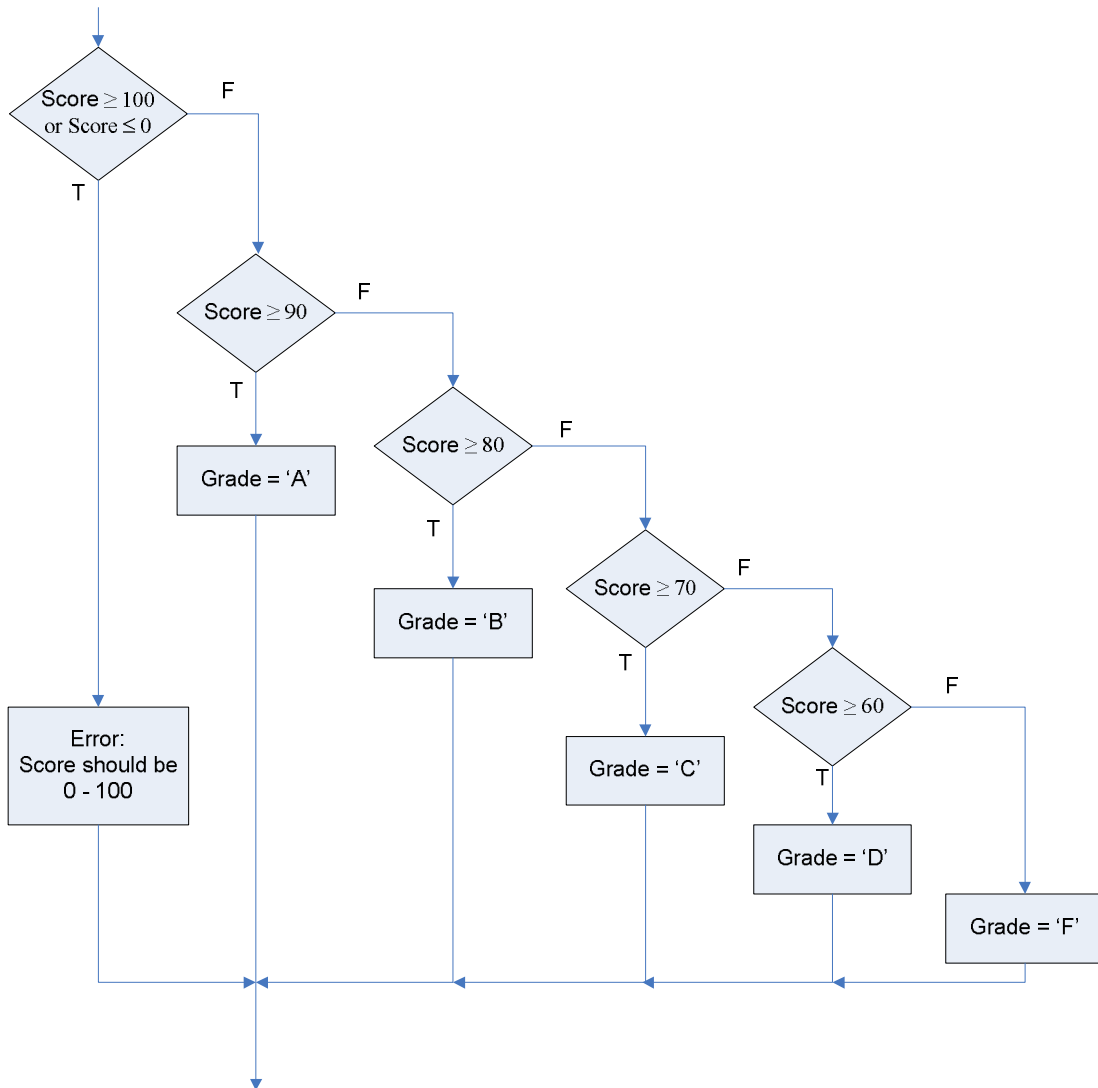 Score ≥ 100
or Score ≤ 0
F
T
Score ≥ 90
F
T
Grade = ‘A’
Score ≥ 80
F
T
Grade = ‘B’
Score ≥ 70
F
T
Grade = ‘C’
Score ≥ 60
F
T
Grade = ‘D’
Grade = ‘F’
Error:
Score should be
0 - 100